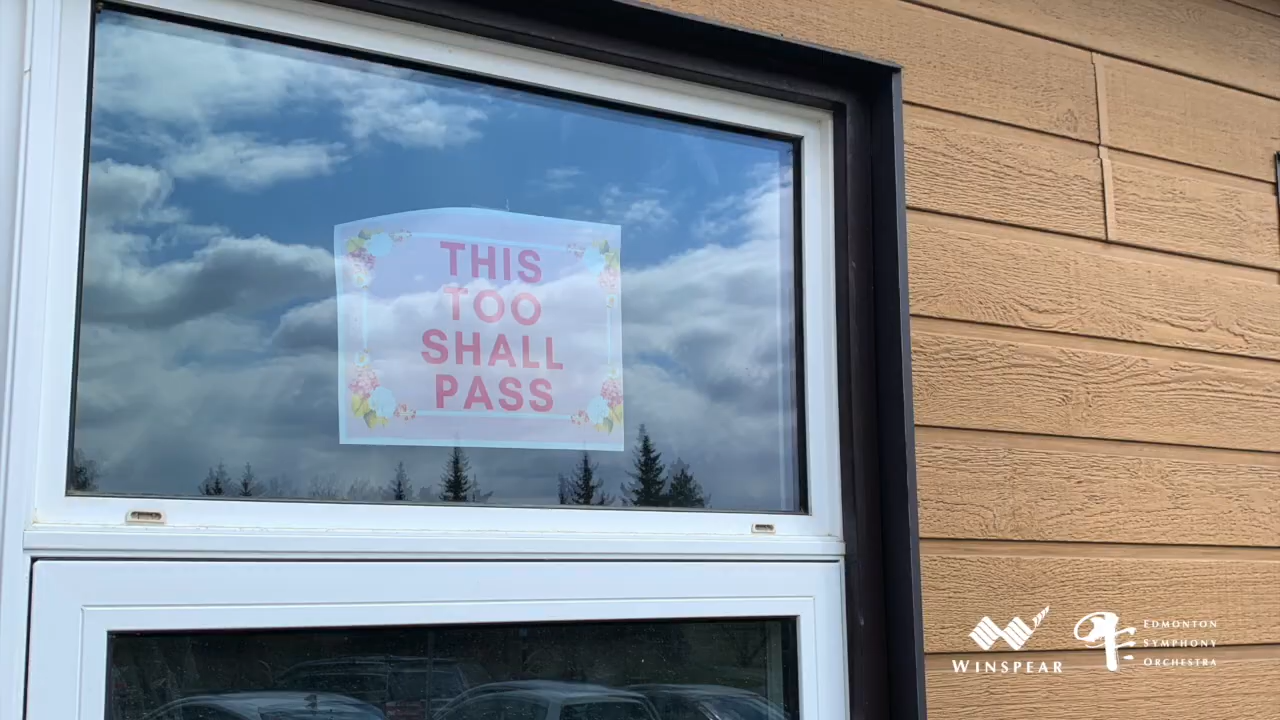 THIS
TOO
SHALL
PASS
WINSPEAR
EDMONTON
SYMPHONY
ORCHESTRA